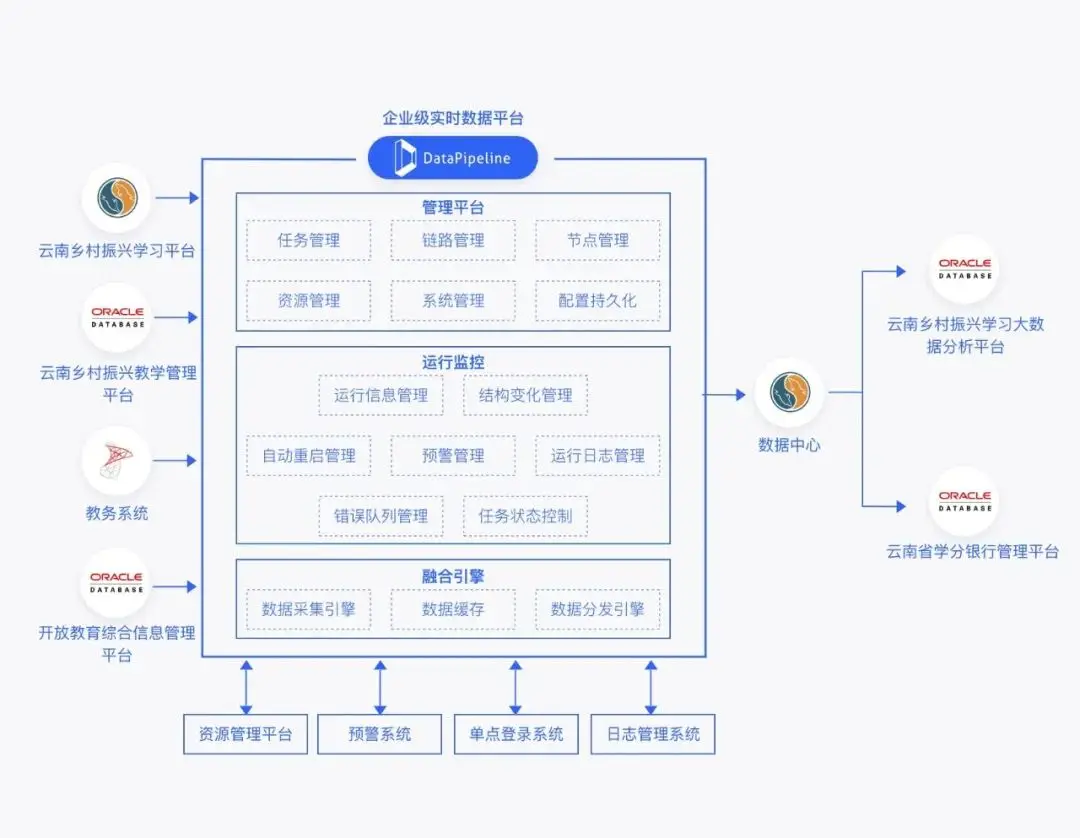 企业级实时数据平台
DataPipeline
云南乡村振兴学习平台
ORACLE
DATABASE
云南乡村振兴教学管理
平台
教务系统
ORACLE
DATABASE
开放教育综合信息管理
平台
管理平台
任务管理
链路管理
节点管理
资源管理
系统管理
配置持久化
运行监控
运行信息管理
结构变化管理
自动重启管理
预警管理
运行日志管理
错误队列管理
任务状态控制
融合引擎
数据采集引擎
数据缓存
数据分发引擎
资源管理平台
预警系统
单点登录系统
日志管理系统
数据中心
ORACLE
DATABASE
云南乡村振兴学习大数
据分析平台
ORACLE
DATABASE
云南省学分银行管理平台